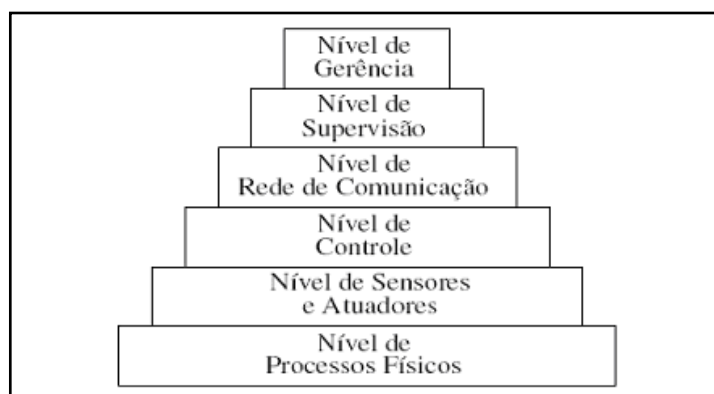 Nível de
Gerência
Nível de
Supervisão
Nível de
Rede de Comunicação
Nível de
Controle
Nível de Sensores
e Atuadores
Nível de
Processos Físicos